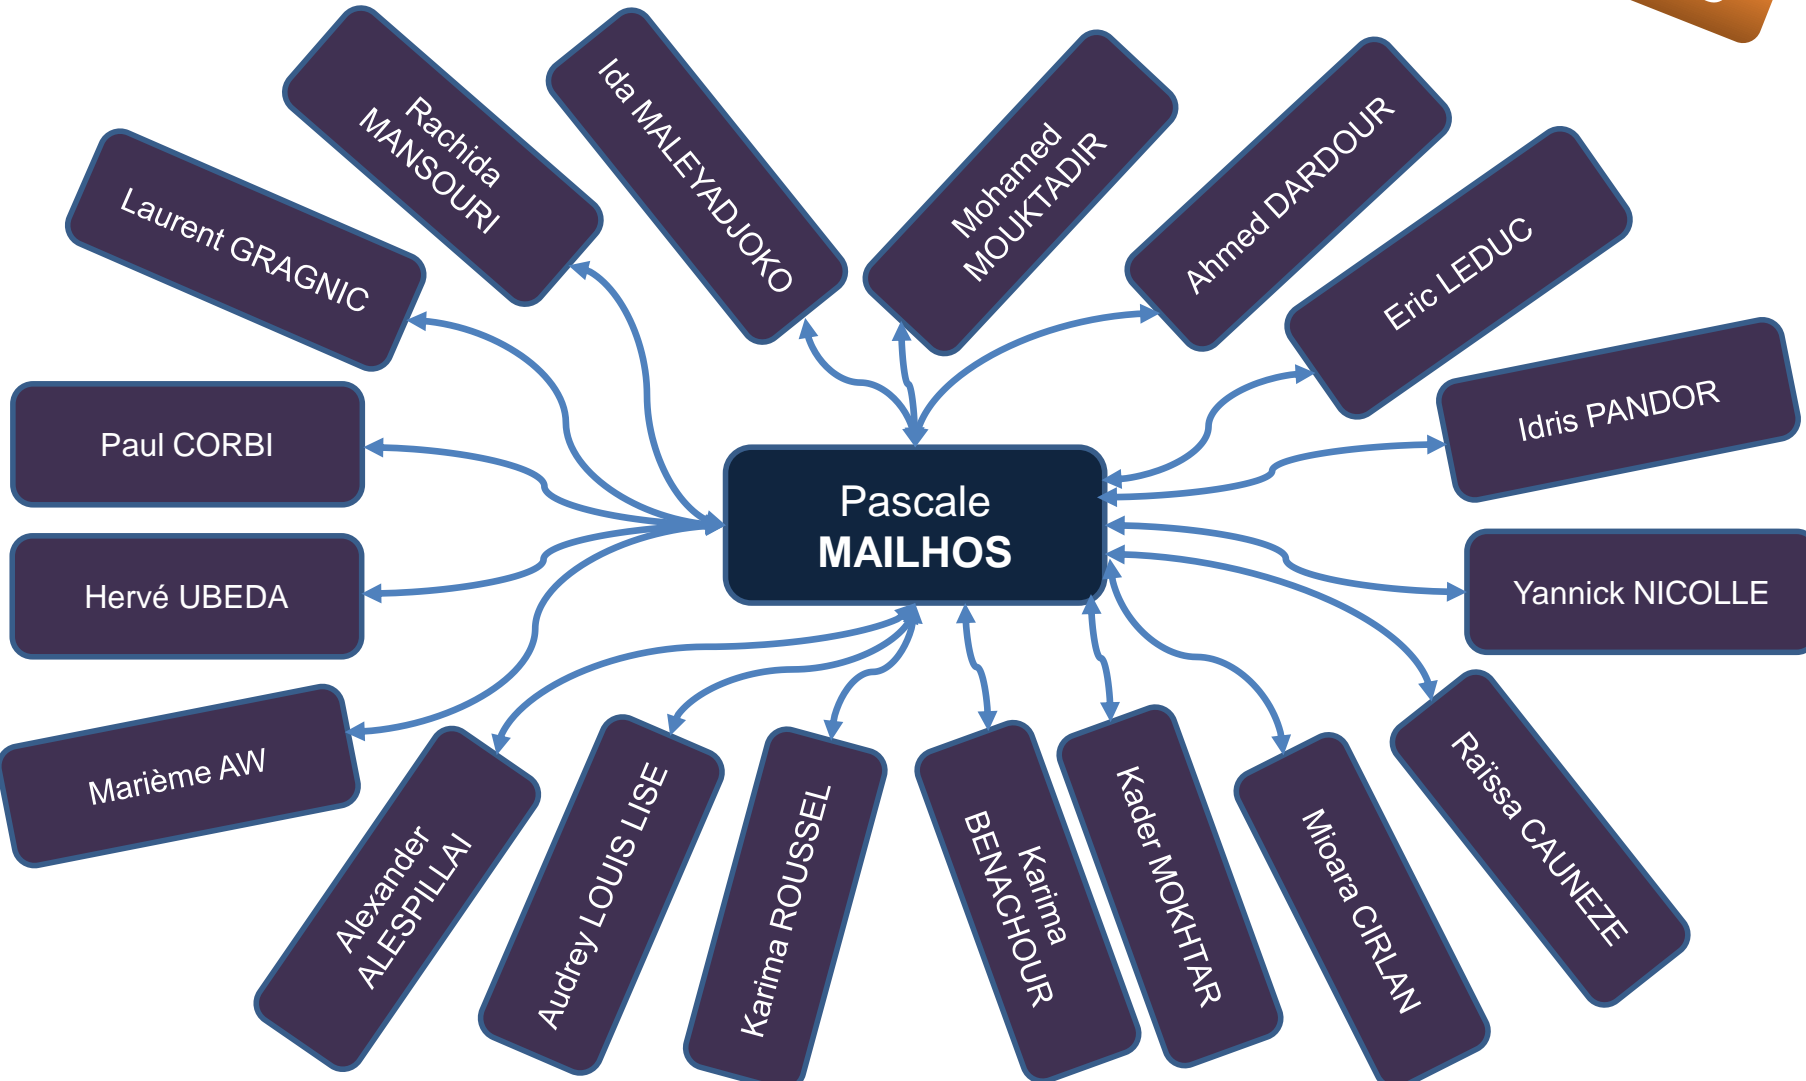 Rachida
MANSOURI
Ida MALEYADJOKO
Mohamed
MOUKTADIR
Ahmed DARDOUR
Laurent GRAGNIC
Eric LEDUC
Idris PANDOR
Paul CORBI
Pascale
MAILHOS
Hervé UBEDA
Yannick NICOLLE
Marième AW
Alexander
ALESPILLAI
Audrey LOUIS LISE
Karima ROUSSEL
Karima
BENACHOUR
Kader MOKHTAR
Mioara CIRLAN
Raïssa CAUNEZE